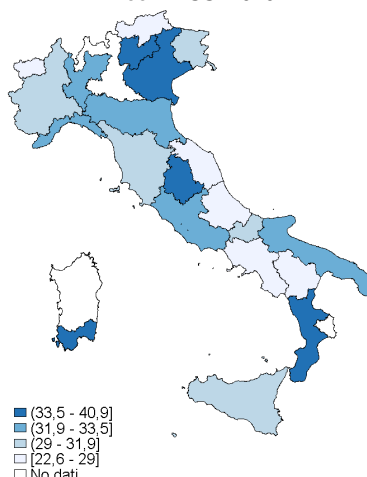 (33,5 - 40,9]
(31,9 - 33,5]
(29 - 31,9]
[22,6 - 29]
No dati